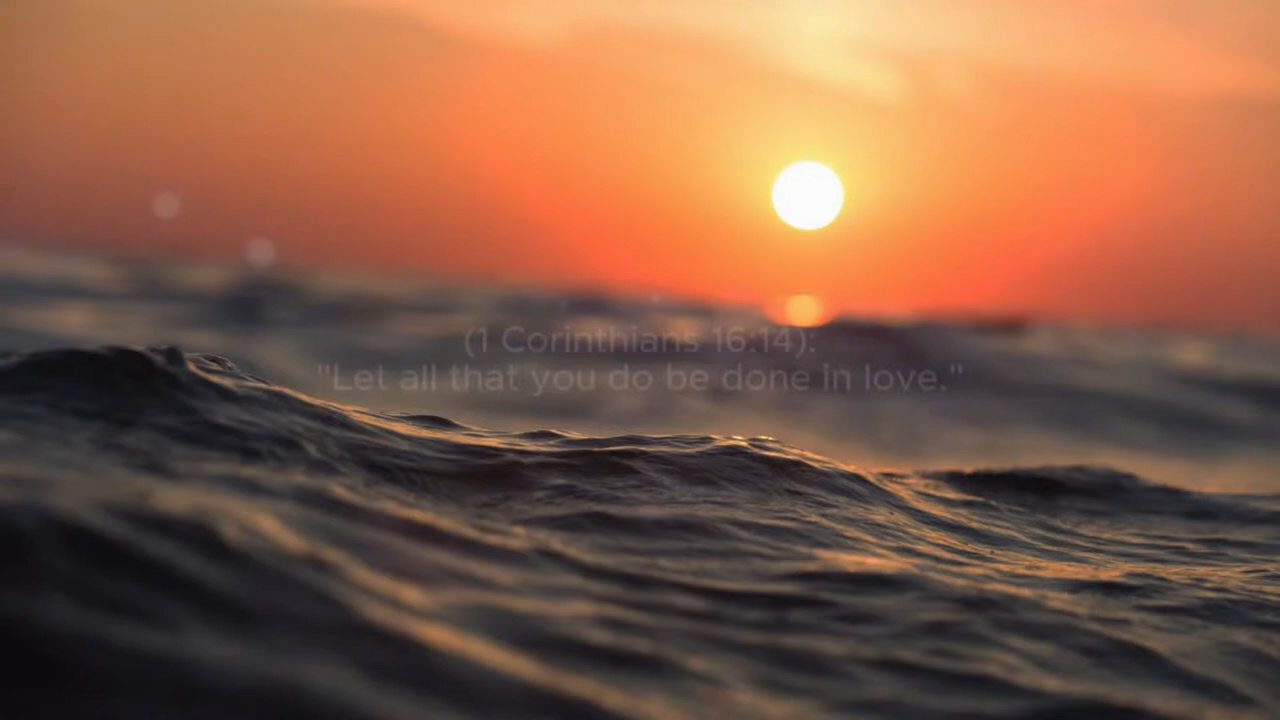 (1 Corinthians 16:14):
"Let all that you do be done in love."